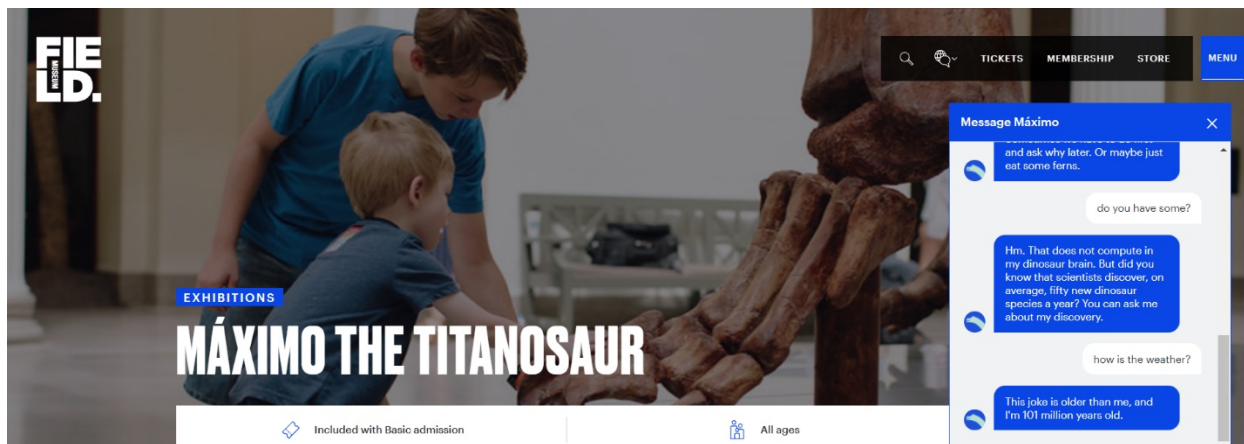 FIE
LD.
MUSEUM
TICKETS MEMBERSHIP STORE
MENU
Message Máximo
and ask why later. Or maybe just
eat some ferns.
do you have some?
Hm. That does not compute in
my dinosaur brain. But did you
know that scientists discover, on
average, fifty new dinosaur
species a year? You can ask me
about my discovery.
how is the weather?
This joke is older than me, and
I'm 101 million years old.
EXHIBITIONS
MÁXIMO THE TITANOSAUR
Included with Basic admission
All ages